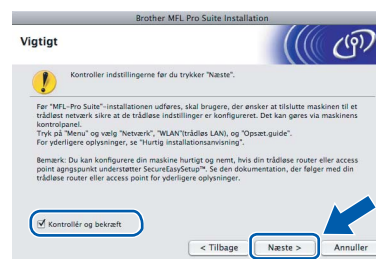 Brother MFL Pro Suite Installation
Vigtigt
Kontroller indstillingerne før du trykker "Næste".
Før "MFL-Pro Suite"-installationen udføres, skal brugere, der ønsker at tilslutte maskinen til et
trådløst netværk sikre at de trådløse indstillinger er konfigureret. Det kan gøres via maskinens
kontrolpanel.
Tryk på "Menu" og vælg "Netværk", "WLAN"(trådløs LAN), og "Opsæt.guide".
For yderligere oplysninger, se "Hurtig installationsanvisning".
Bemærk: Du kan konfigurere din maskine hurtigt og nemt, hvis din trådløse router eller access
point agngspunkt understøtter SecureEasySetup™. Se den dokumentation, der følger med din
trådløse router eller access point for yderligere oplysninger.
Kontrollér og bekræft
< Tilbage
Næste >
Annuller